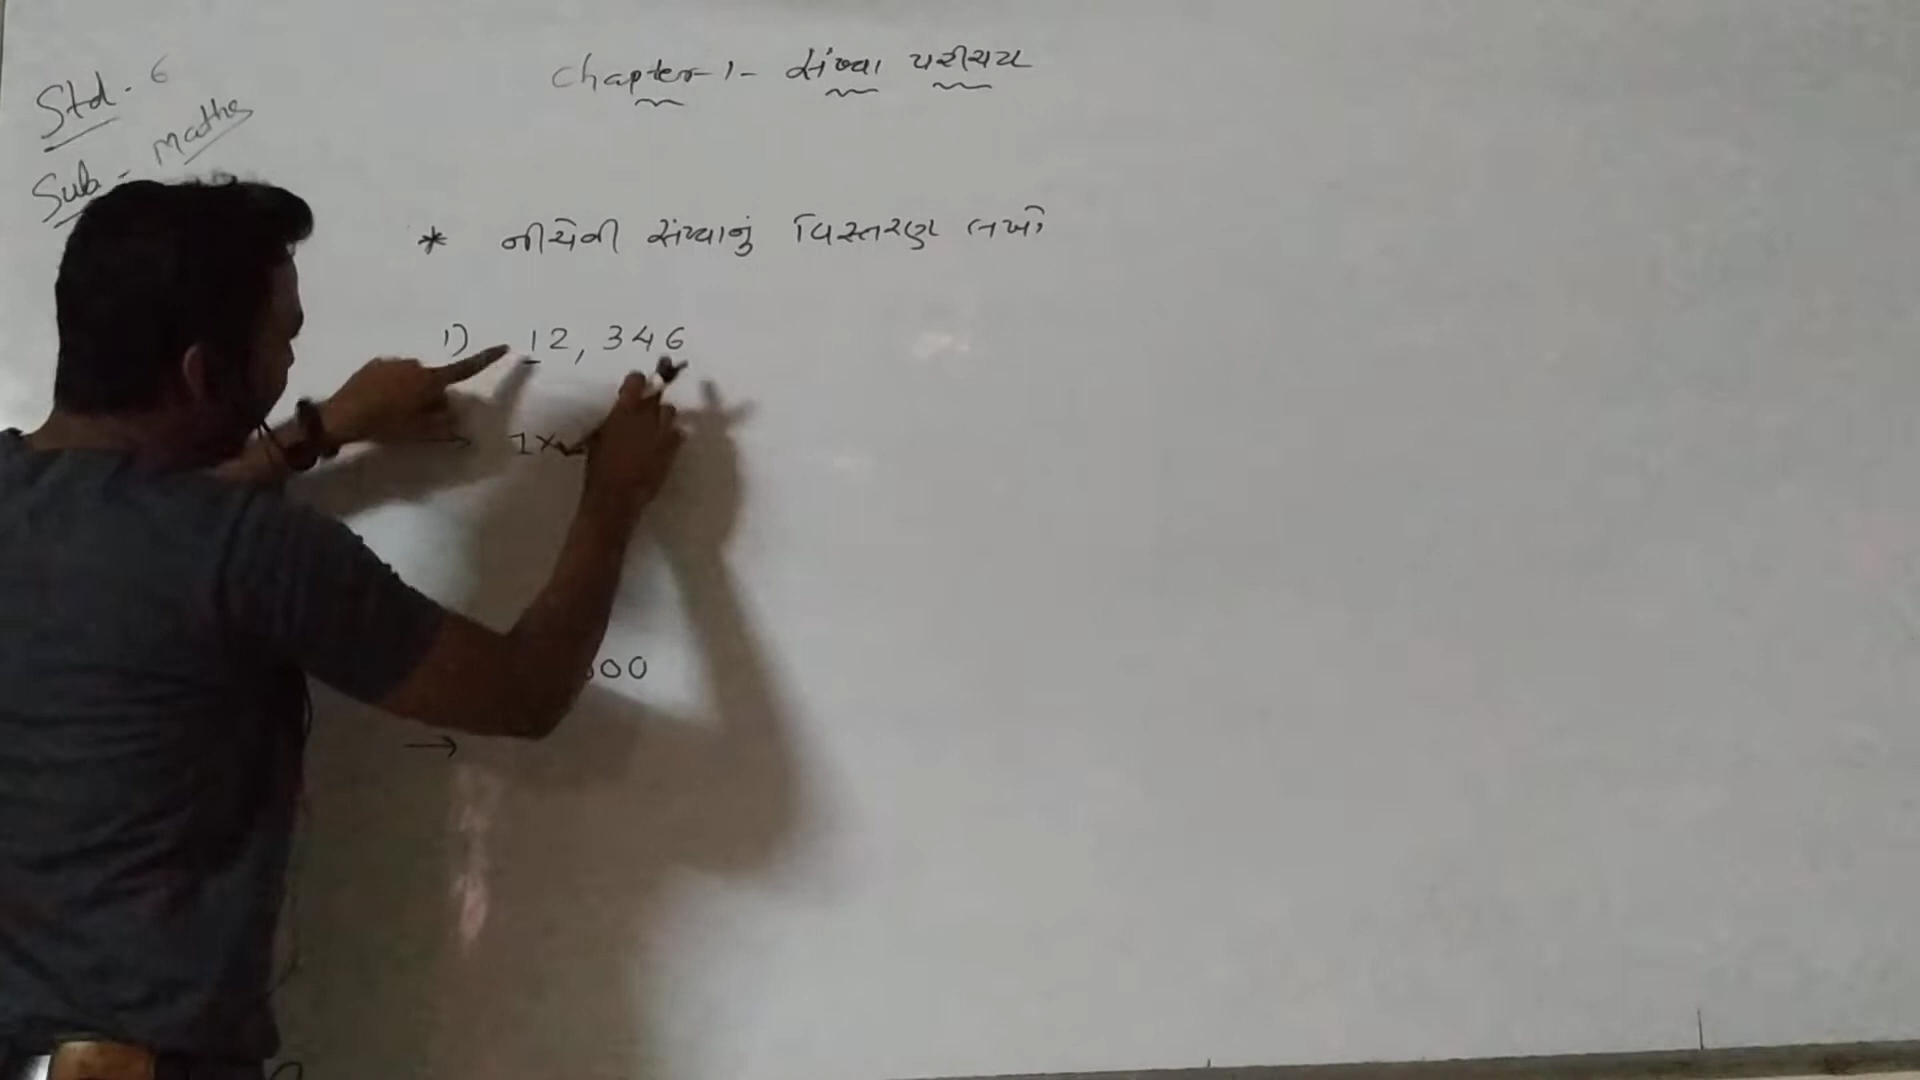 Std. 6
Sub - maths
Chapter-1- સંખ્યા પરીચય
* નીચેની સંખ્યાનું વિસ્તરણ લખો
1) 12,346
→ 1×
00
→